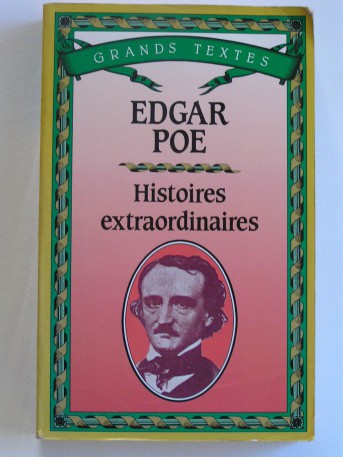 GRANDS TEXTES
EDGAR
POE
Histoires
extraordinaires